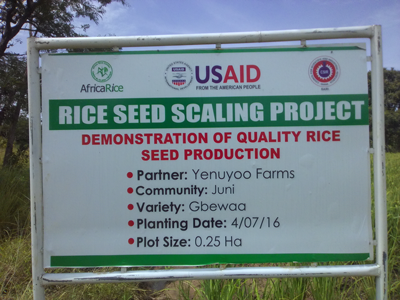 AfricaRice
USAID
FROM THE AMERICAN PEOPLE
RICE SEED SCALING PROJECT
DEMONSTRATION OF QUALITY RICE
SEED PRODUCTION
• Partner: Yenuyoo Farms
• Community: Juni
• Variety: Gbewaa
• Planting Date: 4/07/16
• Plot Size: 0.25 Ha